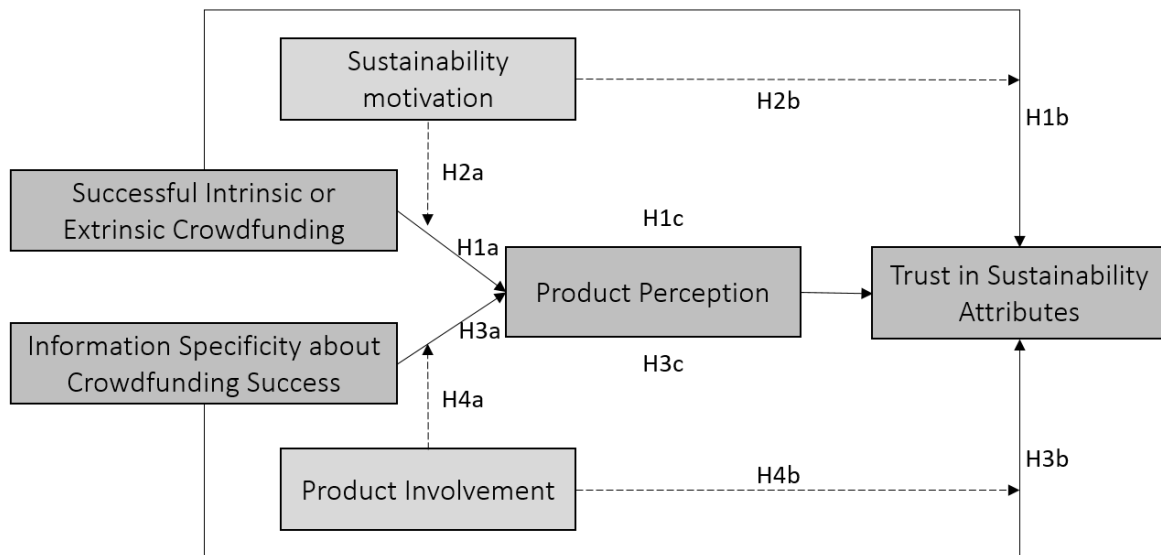 Sustainability
motivation
H2b
H1b
H2a
Successful Intrinsic or
Extrinsic Crowdfunding
H1c
H1a
Product Perception
Trust in Sustainability
Attributes
H3a
Information Specificity about
Crowdfunding Success
H3c
H4a
Product Involvement
H4b
H3b